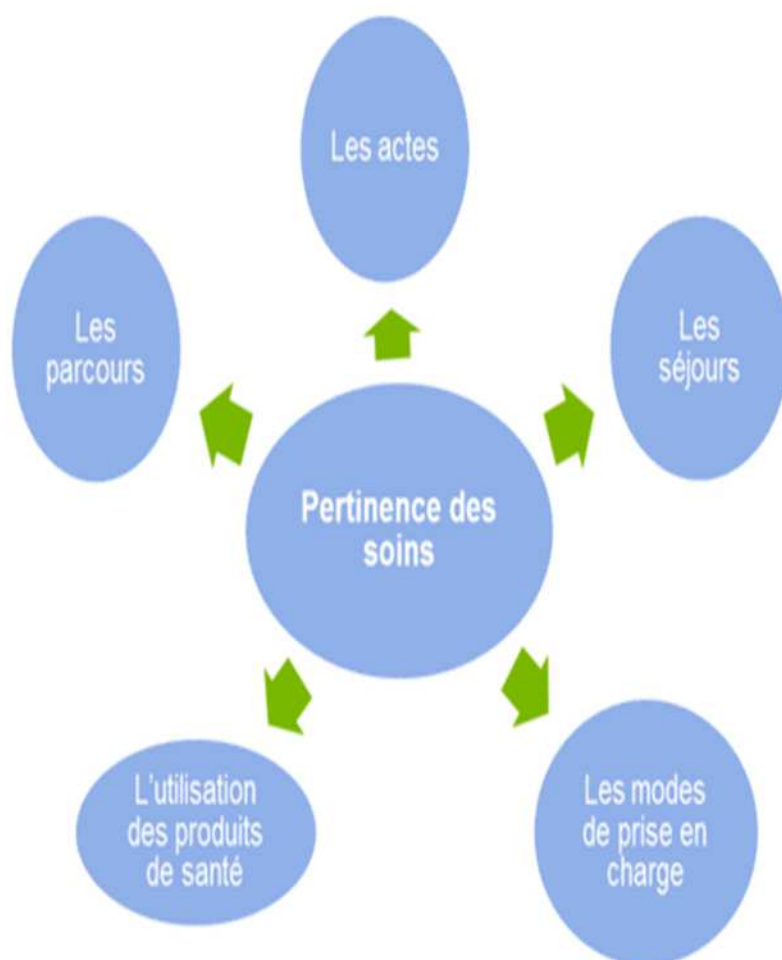 Les actes
Les
parcours
Les
séjours
Pertinence des
soins
L'utilisation
des produits
de santé
Les modes
de prise en
charge